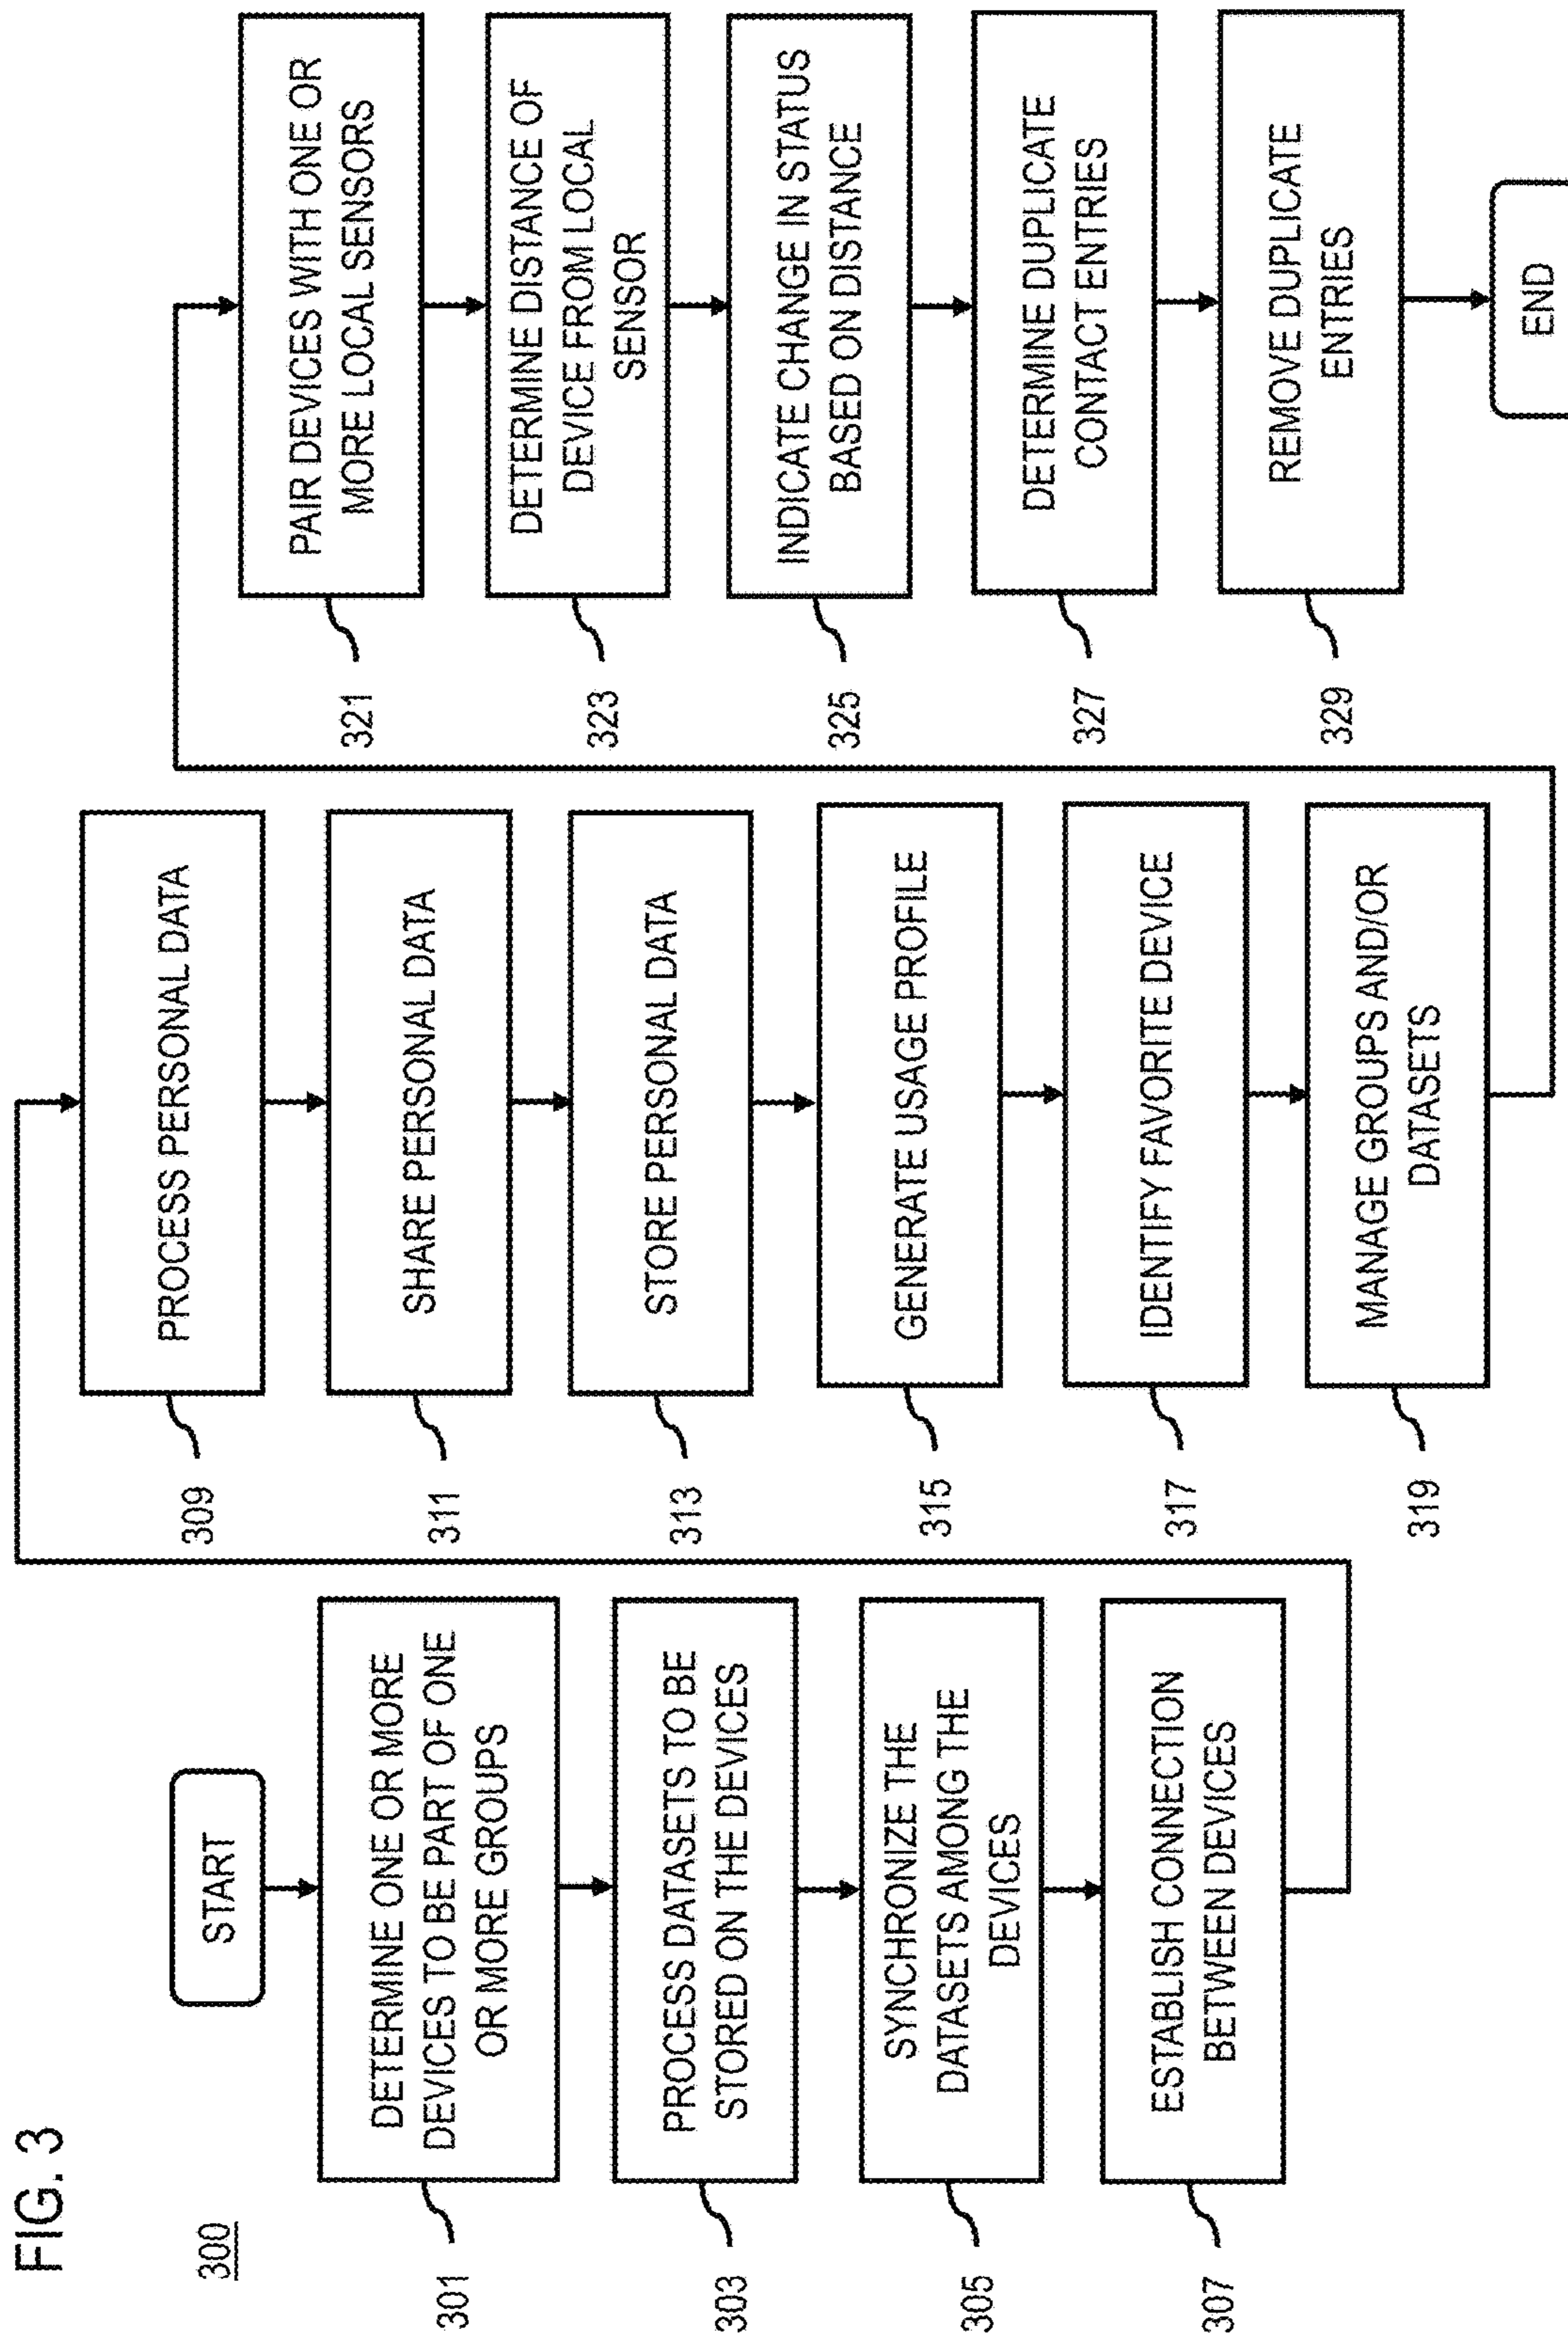 FIG. 3
300
START
DETERMINE ONE OR MORE
DEVICES TO BE PART OF ONE
OR MORE GROUPS
301
PROCESS DATASETS TO BE
STORED ON THE DEVICES
303
SYNCHRONIZE THE
DATASETS AMONG THE
DEVICES
305
ESTABLISH CONNECTION
BETWEEN DEVICES
307
PROCESS PERSONAL DATA
309
SHARE PERSONAL DATA
311
STORE PERSONAL DATA
313
GENERATE USAGE PROFILE
315
IDENTIFY FAVORITE DEVICE
317
MANAGE GROUPS AND/OR
DATASETS
319
PAIR DEVICES WITH ONE OR
MORE LOCAL SENSORS
321
DETERMINE DISTANCE OF
DEVICE FROM LOCAL
SENSOR
323
INDICATE CHANGE IN STATUS
BASED ON DISTANCE
325
DETERMINE DUPLICATE
CONTACT ENTRIES
327
REMOVE DUPLICATE
ENTRIES
329
END